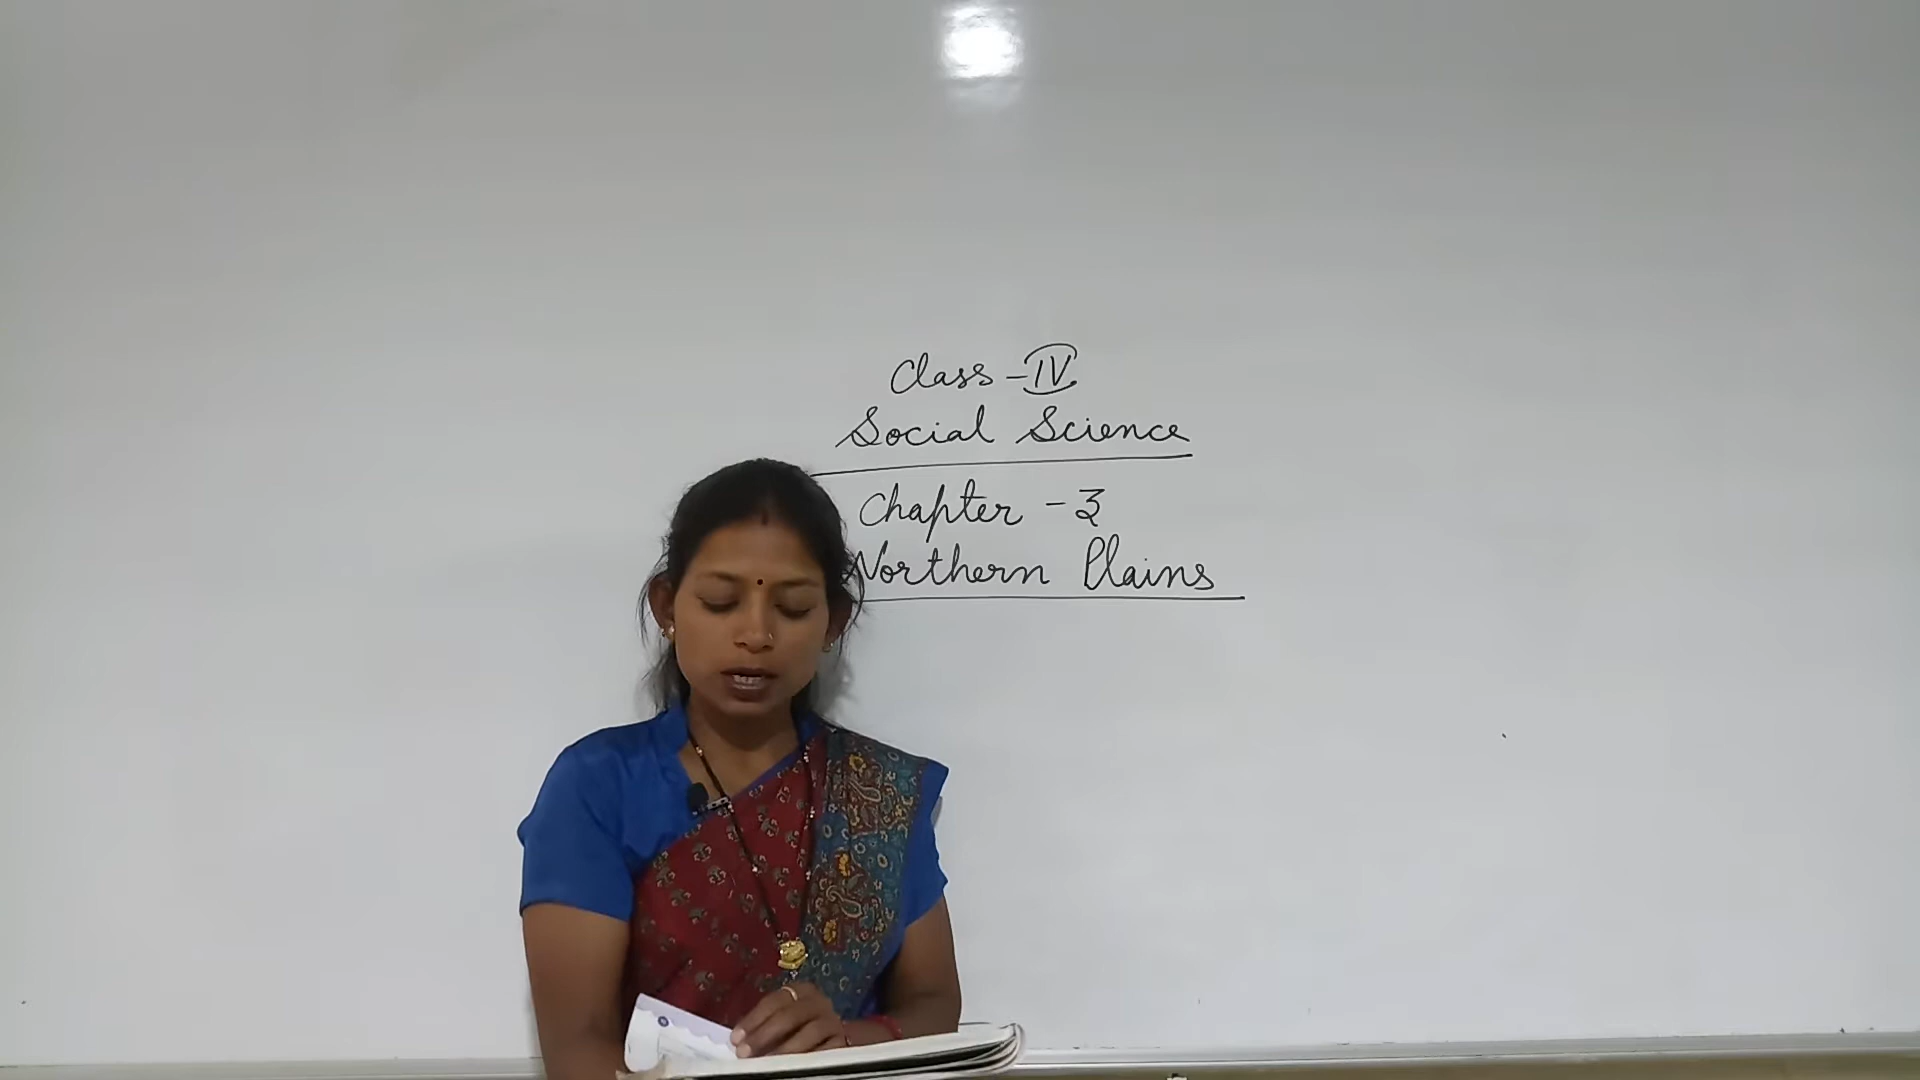 Class - IV
Social Science
Chapter - 3
Northern Plains